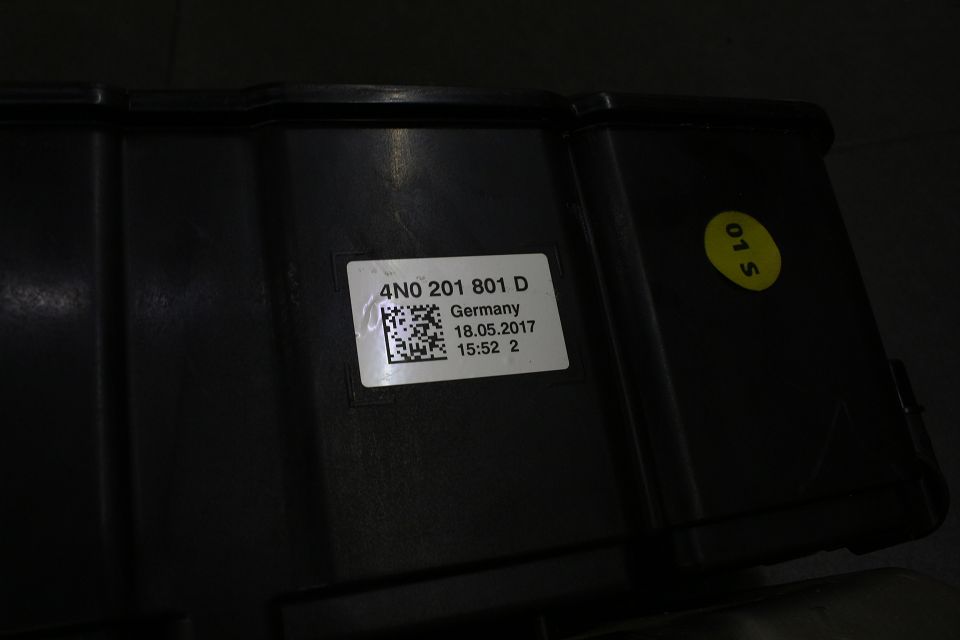 4N0 201 801 D
Germany
18.05.2017
15:52 2
01 S